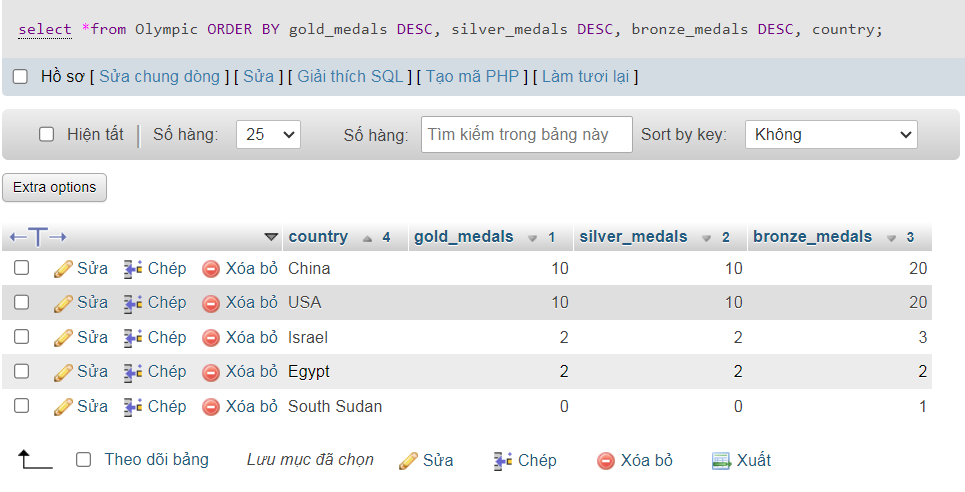 select *from Olympic ORDER BY gold_medals DESC, silver_medals DESC, bronze_medals DESC, country;
Hồ sơ [ Sửa chung dòng ] [ Sửa ] [ Giải thích SQL ] [ Tạo mã PHP ] [ Làm tươi lại ]
Hiện tất Số hàng: 25 Số hàng: Tìm kiếm trong bảng này Sort by key: Không
Extra options
←T→ country 4 gold_medals 1 silver_medals 2 bronze_medals 3
Sửa Chép Xóa bỏ China 10 10 20
Sửa Chép Xóa bỏ USA 10 10 20
Sửa Chép Xóa bỏ Israel 2 2 3
Sửa Chép Xóa bỏ Egypt 2 2 2
Sửa Chép Xóa bỏ South Sudan 0 0 1
Theo dõi bảng Lưu mục đã chọn Sửa Chép Xóa bỏ Xuất